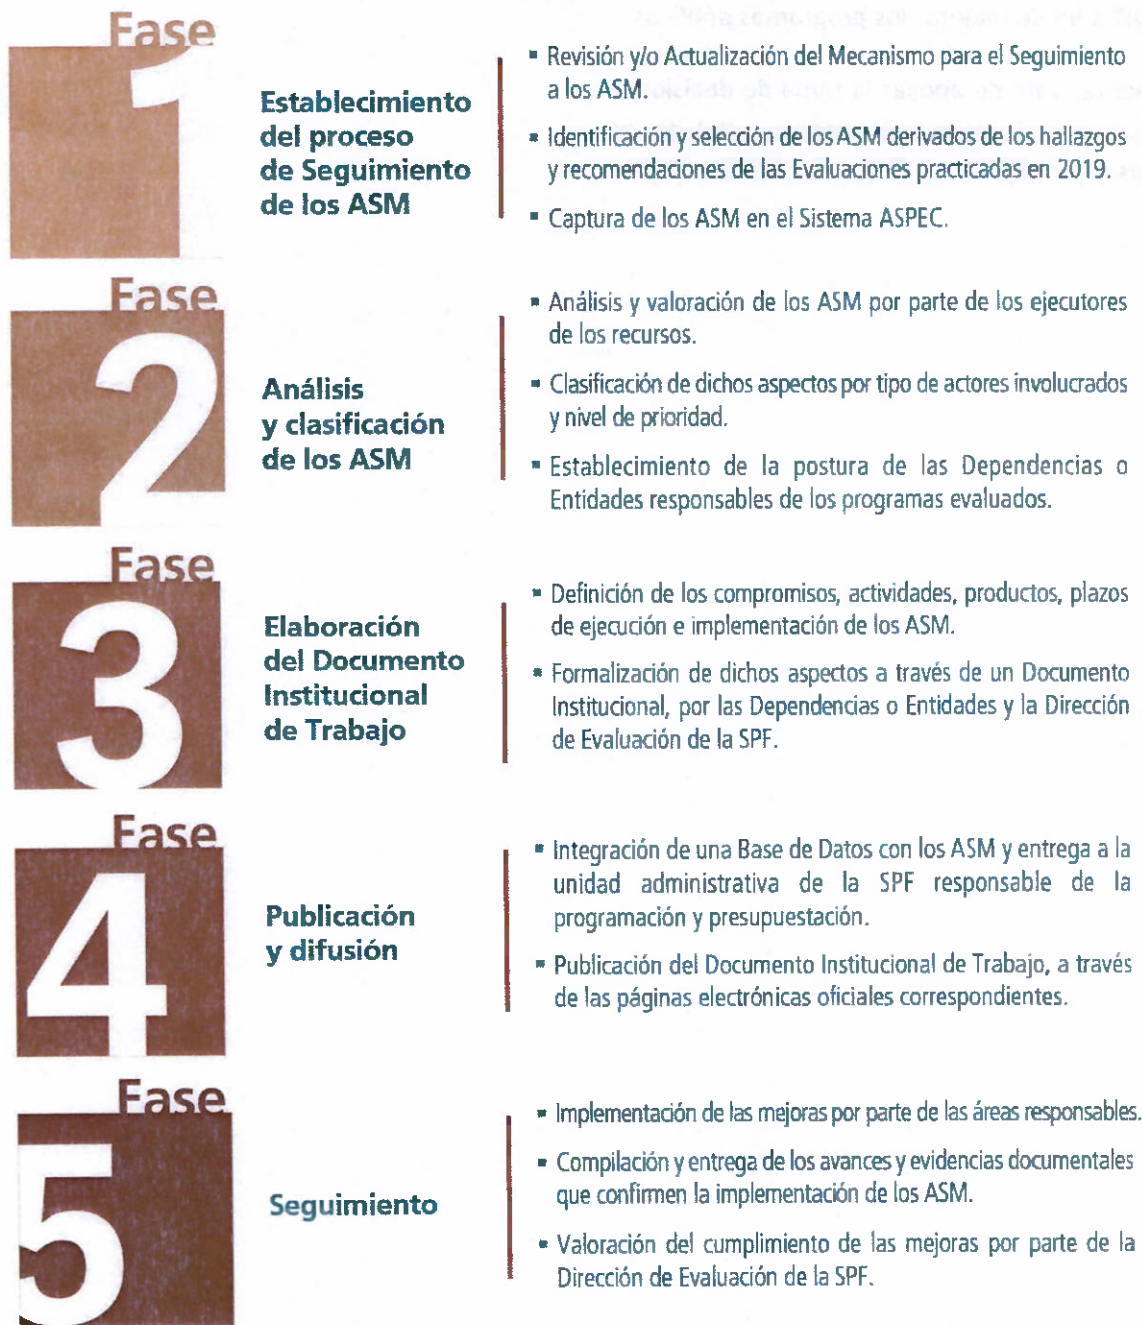 Fase
1
Establecimiento
del proceso
de Seguimiento
de los ASM
▪ Revisión y/o Actualización del Mecanismo para el Seguimiento
a los ASM.
▪ Identificación y selección de los ASM derivados de los hallazgos
y recomendaciones de las Evaluaciones practicadas en 2019.
▪ Captura de los ASM en el Sistema ASPEC.
Fase
2
Análisis
y clasificación
de los ASM
▪ Análisis y valoración de los ASM por parte de los ejecutores
de los recursos.
▪ Clasificación de dichos aspectos por tipo de actores involucrados
y nivel de prioridad.
▪ Establecimiento de la postura de las Dependencias o
Entidades responsables de los programas evaluados.
Fase
3
Elaboración
del Documento
Institucional
de Trabajo
▪ Definición de los compromisos, actividades, productos, plazos
de ejecución e implementación de los ASM.
▪ Formalización de dichos aspectos a través de un Documento
Institucional, por las Dependencias o Entidades y la Dirección
de Evaluación de la SPF.
Fase
4
Publicación
y difusión
▪ Integración de una Base de Datos con los ASM y entrega a la
unidad administrativa de la SPF responsable de la
programación y presupuestación.
▪ Publicación del Documento Institucional de Trabajo, a través
de las páginas electrónicas oficiales correspondientes.
Fase
5
Seguimiento
▪ Implementación de las mejoras por parte de las áreas responsables.
▪ Compilación y entrega de los avances y evidencias documentales
que confirmen la implementación de los ASM.
▪ Valoración del cumplimiento de las mejoras por parte de la
Dirección de Evaluación de la SPF.